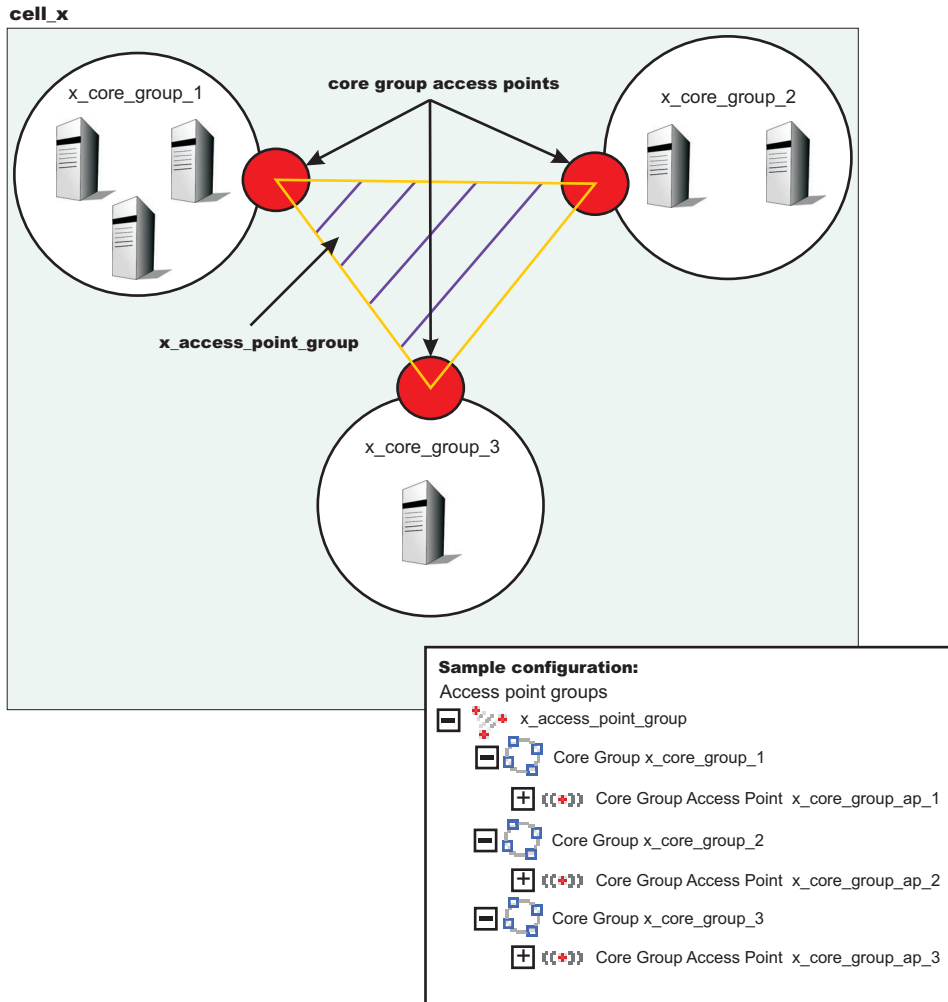 cell_x
core group access points
x_core_group_1
x_core_group_2
x_access_point_group
x_core_group_3
Sample configuration:
Access point groups
x_access_point_group
Core Group x_core_group_1
Core Group Access Point x_core_group_ap_1
Core Group x_core_group_2
Core Group Access Point x_core_group_ap_2
Core Group x_core_group_3
Core Group Access Point x_core_group_ap_3